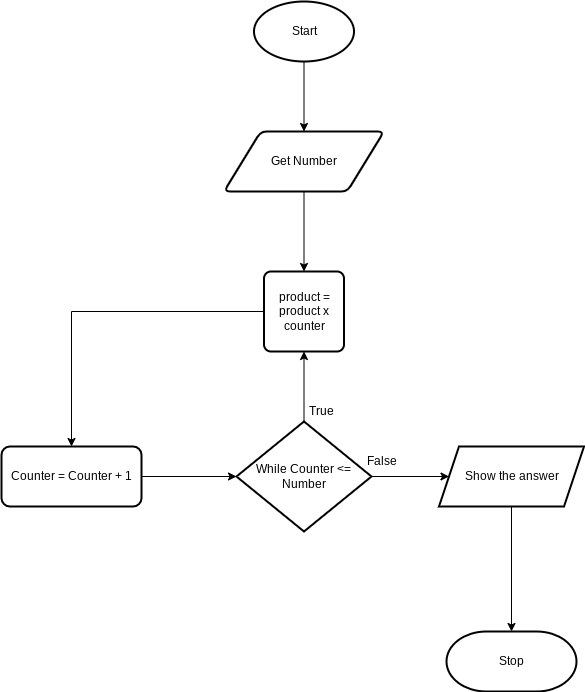 Start
Get Number
product =
product x
counter
True
False
Counter = Counter + 1
While Counter <=
Number
Show the answer
Stop